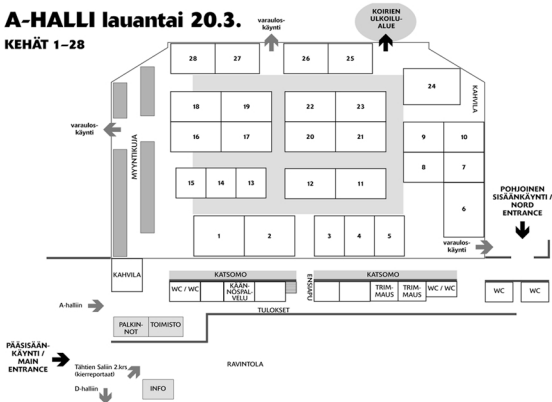 A-HALLI lauantai 20.3.
KEHÄT 1–28
varaulos-
käynti
KOIRIEN
ULKOILU-
ALUE
28
27
26
25
24
KAHVILA
18
19
22
23
16
17
20
21
9
10
8
7
varaulos-
käynti
MYYNTIKUJA
15
14
13
12
11
6
POHJOINEN
SISÄÄNKÄYNTI /
NORD
ENTRANCE
1
2
3
4
5
varaulos-
käynti
KAHVILA
KATSOMO
KATSOMO
WC / WC
KÄÄN-
NÖSPAL-
VELU
ENSIAPU
TRIM-
MAUS
TRIM-
MAUS
WC / WC
WC
WC
A-halliin
TULOKSET
PALKIN-
NOT
TOIMISTO
PÄÄSISÄÄN-
KÄYNTI /
MAIN
ENTRANCE
Tähtien Saliin 2.krs
(kierreportaat)
RAVINTOLA
D-halliin
INFO